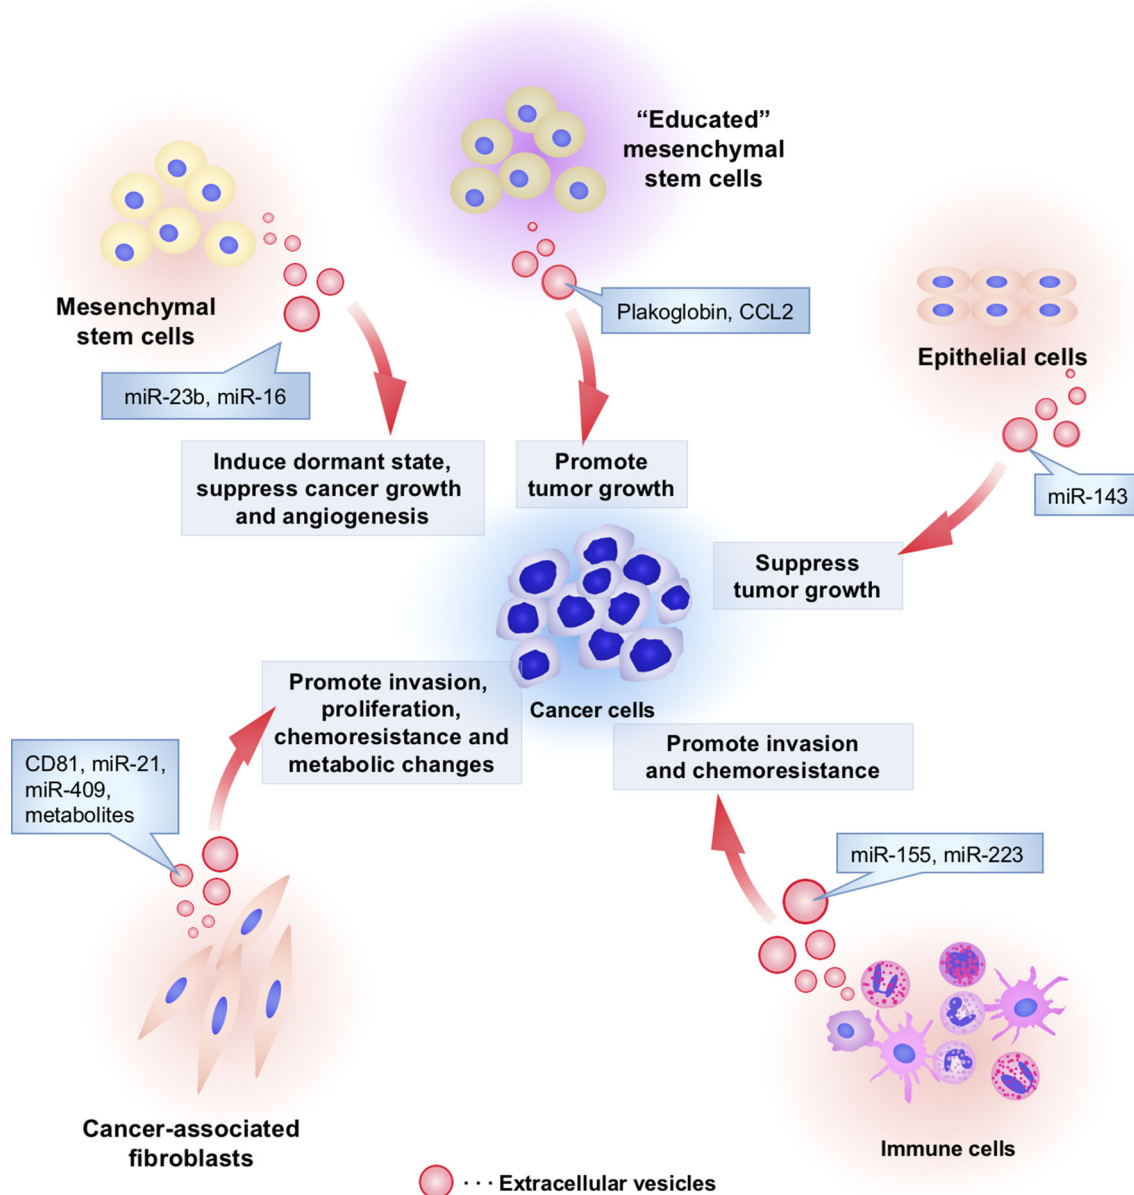 “Educated”
mesenchymal
stem cells
Mesenchymal
stem cells
Plakoglobin, CCL2
Epithelial cells
miR-23b, miR-16
Induce dormant state,
suppress cancer growth
and angiogenesis
Promote
tumor growth
miR-143
Suppress
tumor growth
Promote invasion,
proliferation,
chemoresistance and
metabolic changes
Cancer cells
Promote invasion
and chemoresistance
CD81, miR-21,
miR-409,
metabolites
miR-155, miR-223
Cancer-associated
fibroblasts
Immune cells
··· Extracellular vesicles